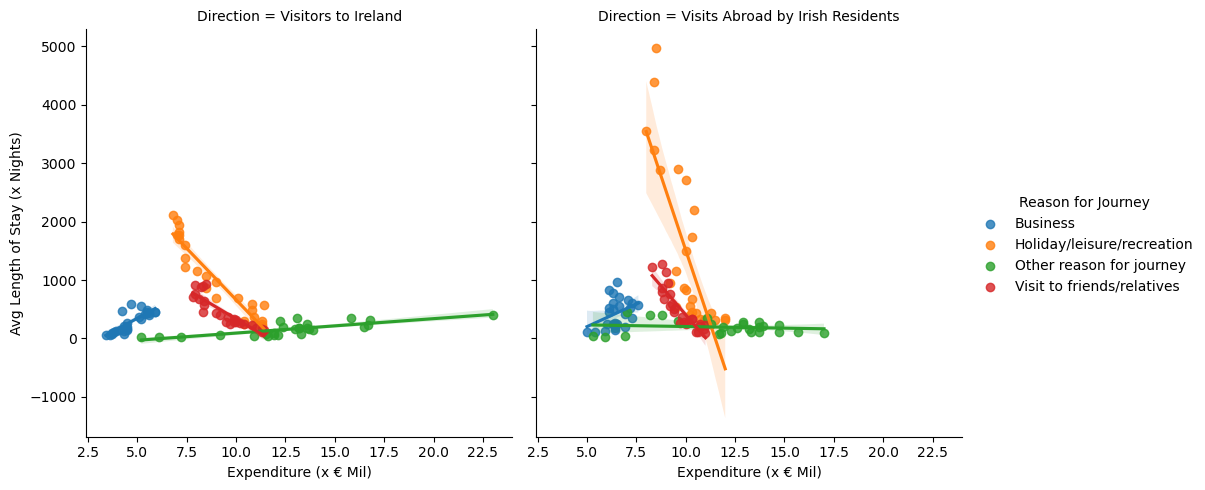 Direction = Visitors to Ireland
Direction = Visits Abroad by Irish Residents
Avg Length of Stay (x Nights)
5000
4000
3000
2000
1000
0
−1000
2.5 5.0 7.5 10.0 12.5 15.0 17.5 20.0 22.5
Expenditure (x € Mil)
2.5 5.0 7.5 10.0 12.5 15.0 17.5 20.0 22.5
Expenditure (x € Mil)
Reason for Journey
Business
Holiday/leisure/recreation
Other reason for journey
Visit to friends/relatives